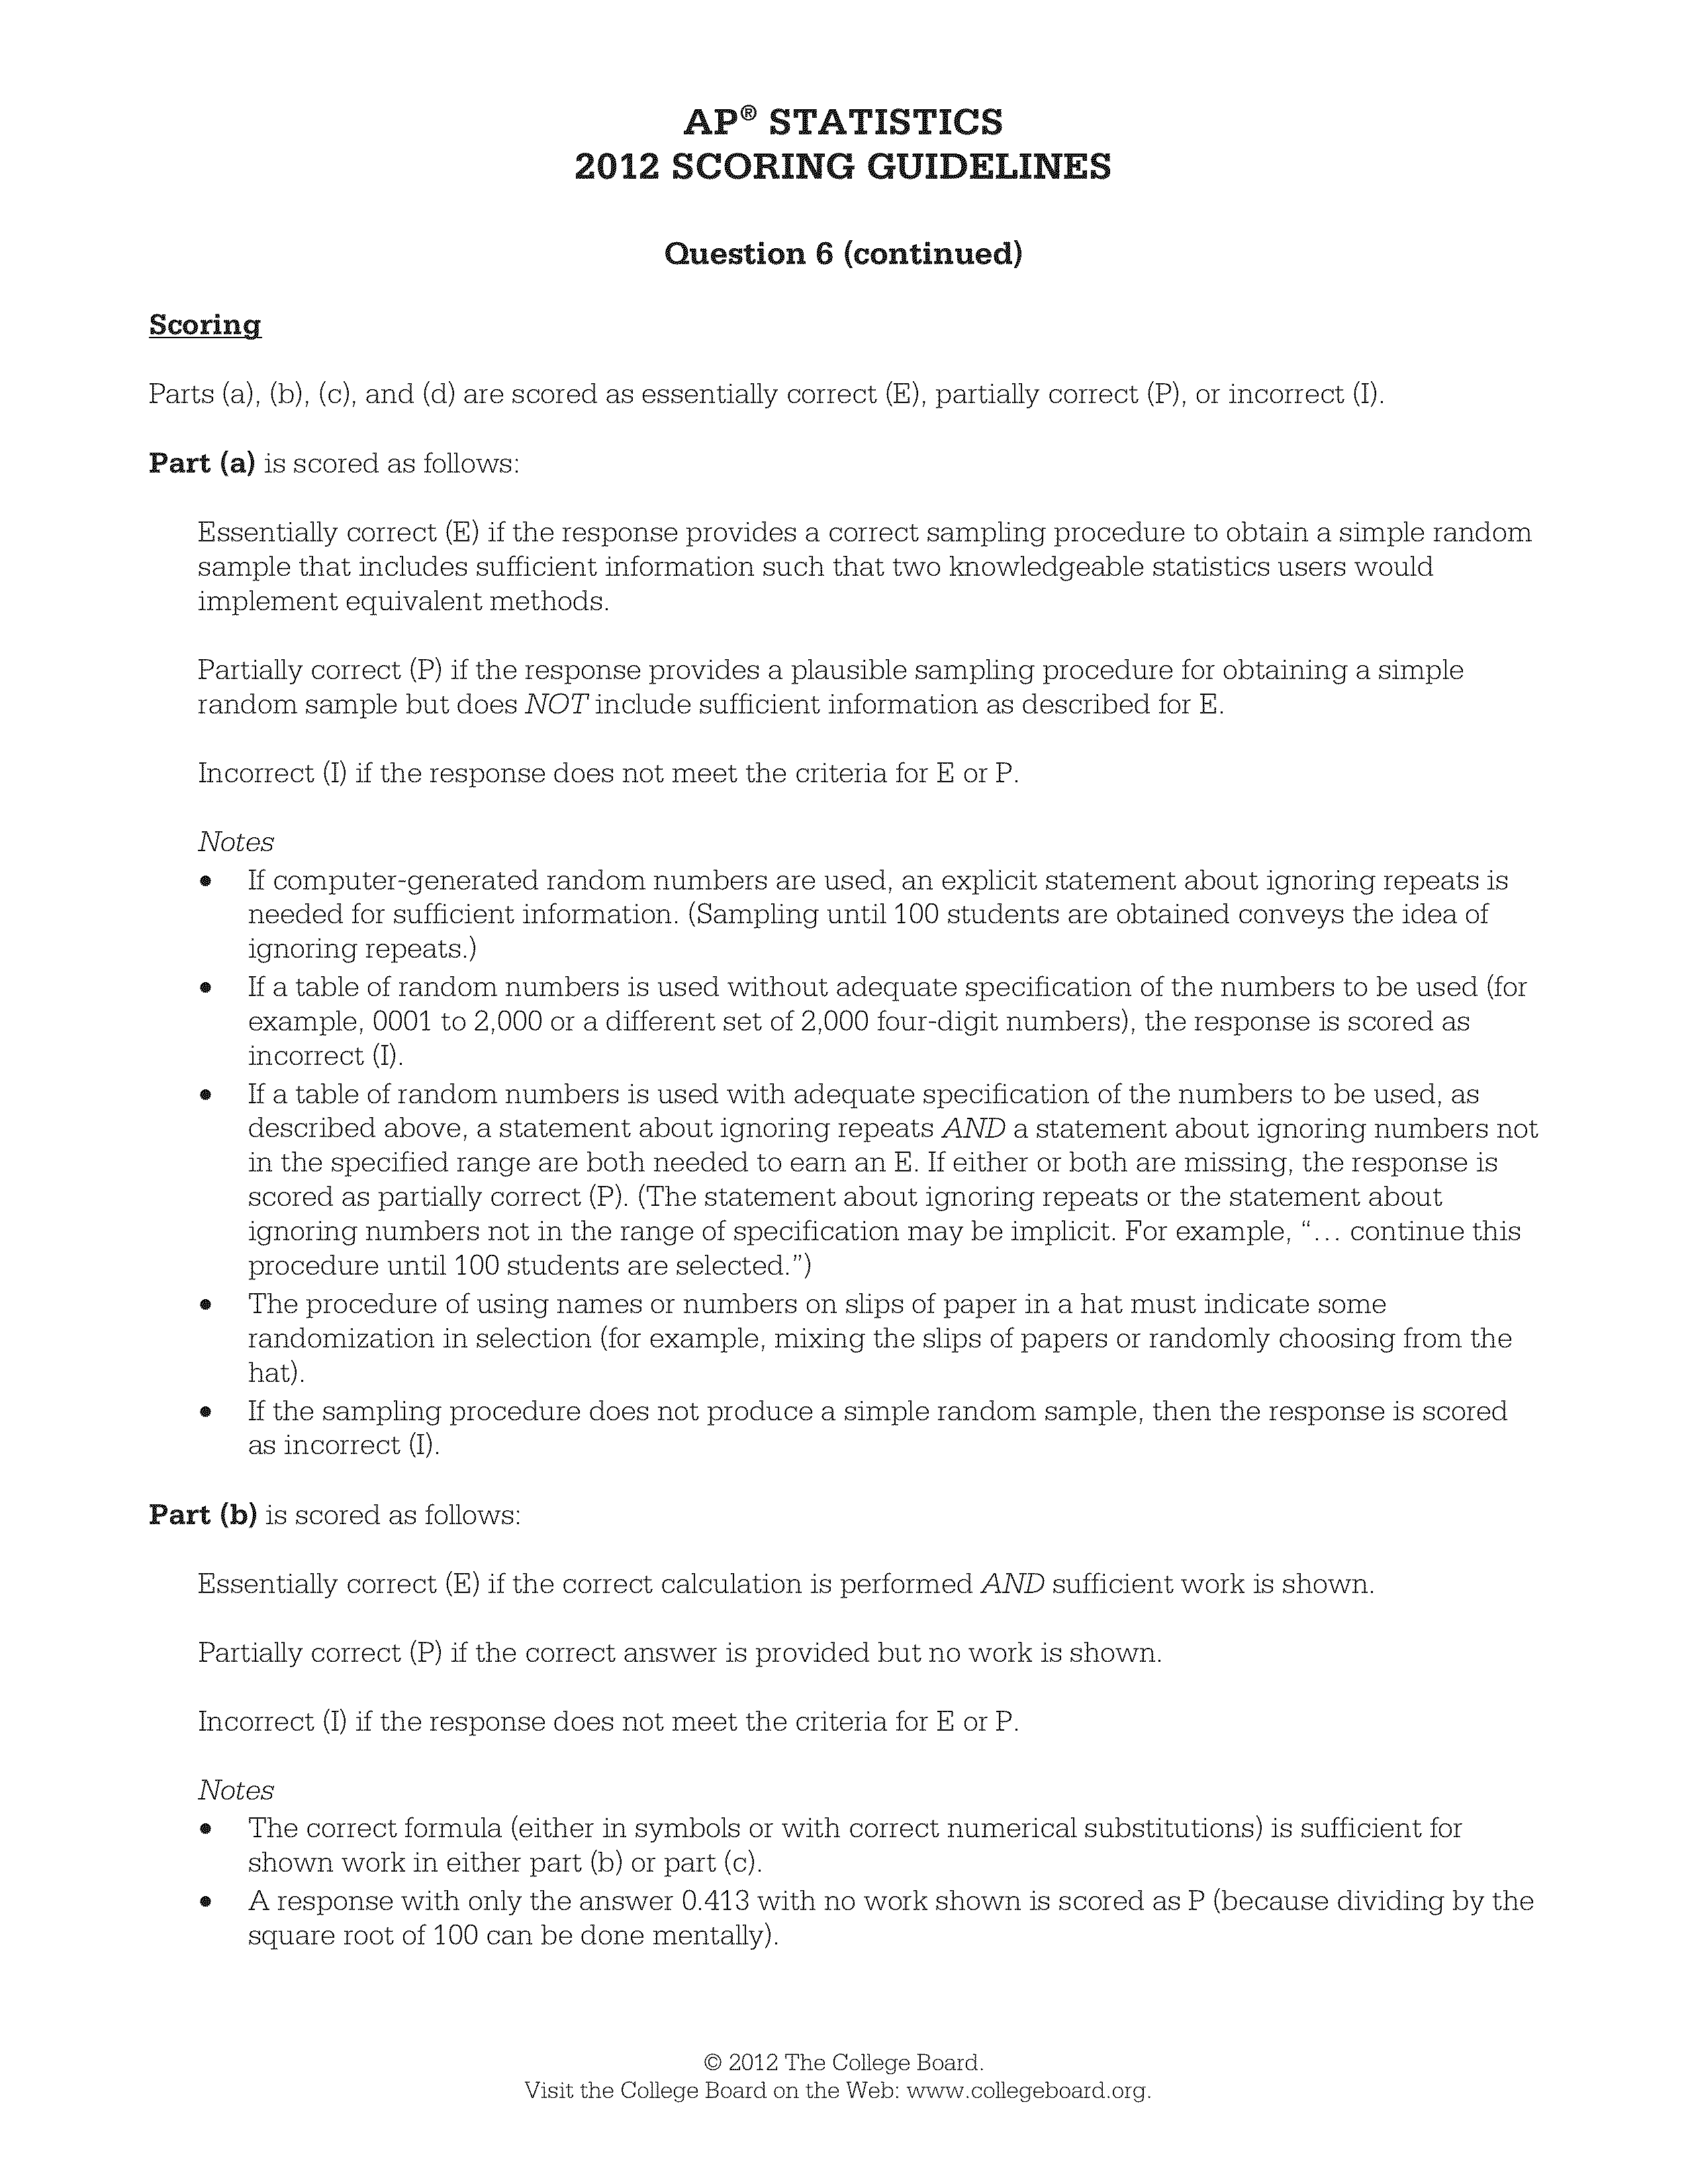 AP® STATISTICS
2012 SCORING GUIDELINES
Question 6 (continued)
Scoring
Parts (a), (b), (c), and (d) are scored as essentially correct (E), partially correct (P), or incorrect (I).
Part (a) is scored as follows:
Essentially correct (E) if the response provides a correct sampling procedure to obtain a simple random
sample that includes sufficient information such that two knowledgeable statistics users would
implement equivalent methods.
Partially correct (P) if the response provides a plausible sampling procedure for obtaining a simple
random sample but does NOT include sufficient information as described for E.
Incorrect (I) if the response does not meet the criteria for E or P.
Notes
• If computer-generated random numbers are used, an explicit statement about ignoring repeats is
needed for sufficient information. (Sampling until 100 students are obtained conveys the idea of
ignoring repeats.)
• If a table of random numbers is used without adequate specification of the numbers to be used (for
example, 0001 to 2,000 or a different set of 2,000 four-digit numbers), the response is scored as
incorrect (I).
• If a table of random numbers is used with adequate specification of the numbers to be used, as
described above, a statement about ignoring repeats AND a statement about ignoring numbers not
in the specified range are both needed to earn an E. If either or both are missing, the response is
scored as partially correct (P). (The statement about ignoring repeats or the statement about
ignoring numbers not in the range of specification may be implicit. For example, “… continue this
procedure until 100 students are selected.”)
• The procedure of using names or numbers on slips of paper in a hat must indicate some
randomization in selection (for example, mixing the slips of papers or randomly choosing from the
hat).
• If the sampling procedure does not produce a simple random sample, then the response is scored
as incorrect (I).
Part (b) is scored as follows:
Essentially correct (E) if the correct calculation is performed AND sufficient work is shown.
Partially correct (P) if the correct answer is provided but no work is shown.
Incorrect (I) if the response does not meet the criteria for E or P.
Notes
• The correct formula (either in symbols or with correct numerical substitutions) is sufficient for
shown work in either part (b) or part (c).
• A response with only the answer 0.413 with no work shown is scored as P (because dividing by the
square root of 100 can be done mentally).
© 2012 The College Board.
Visit the College Board on the Web: www.collegeboard.org.